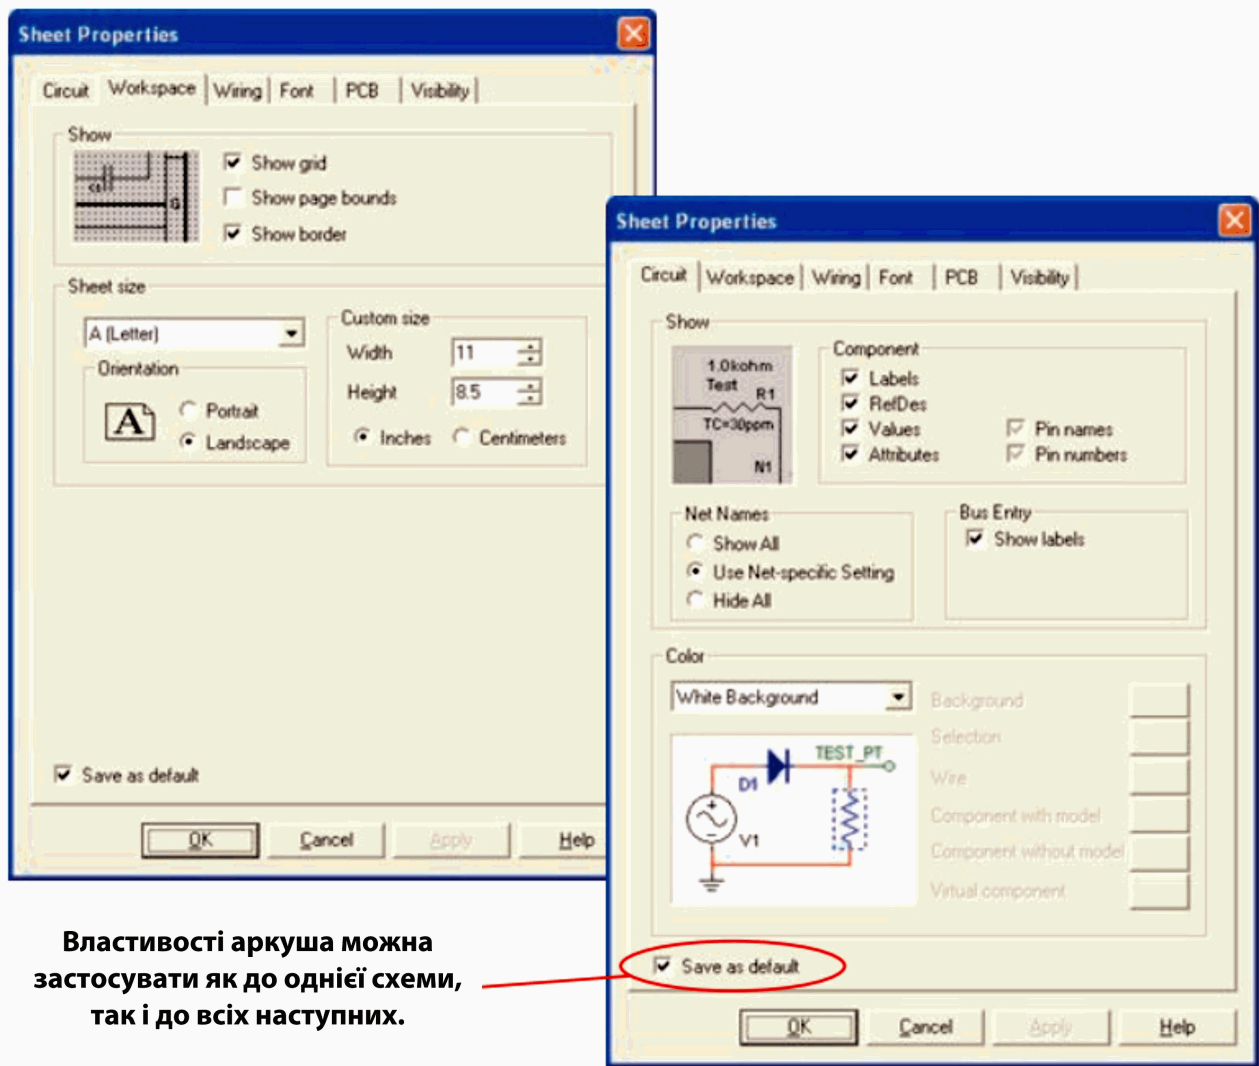 Sheet Properties
Circuit Workspace Wiring Font PCB Visibility
Show
Show grid
Show page bounds
Show border
Sheet size
A (Letter)
Orientation
A
Portrait
Landscape
Custom size
Width 11
Height 8.5
Inches Centimeters
Save as default
OK Cancel Apply Help
Sheet Properties
Circuit Workspace Wiring Font PCB Visibility
Show
1.0kohm
Test
R1
TC=30ppm
N1
Component
Labels
RefDes
Values
Attributes
Pin names
Pin numbers
Net Names
Show All
Use Net-specific Setting
Hide All
Bus Entry
Show labels
Color
White Background
TEST_PT
D1
V1
Background
Selection
Wire
Component with model
Component without model
Virtual component
Save as default
OK Cancel Apply Help
Властивості аркуша можна
застосувати як до однієї схеми,
так і до всіх наступних.